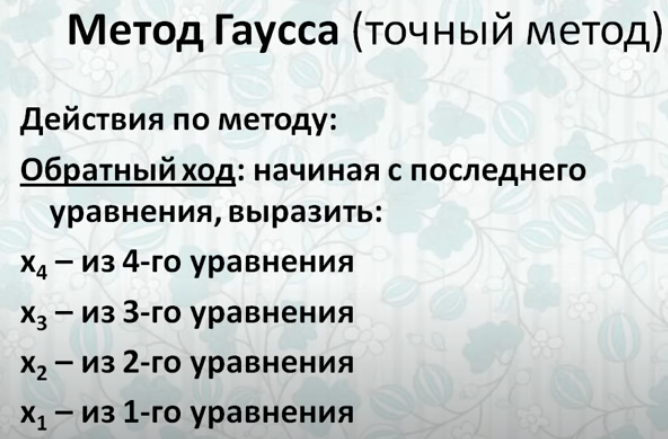 Метод Гаусса (точный метод)
Действия по методу:
Обратный ход: начиная с последнего
уравнения, выразить:
x₄ – из 4-го уравнения
x₃ – из 3-го уравнения
x₂ – из 2-го уравнения
x₁ – из 1-го уравнения